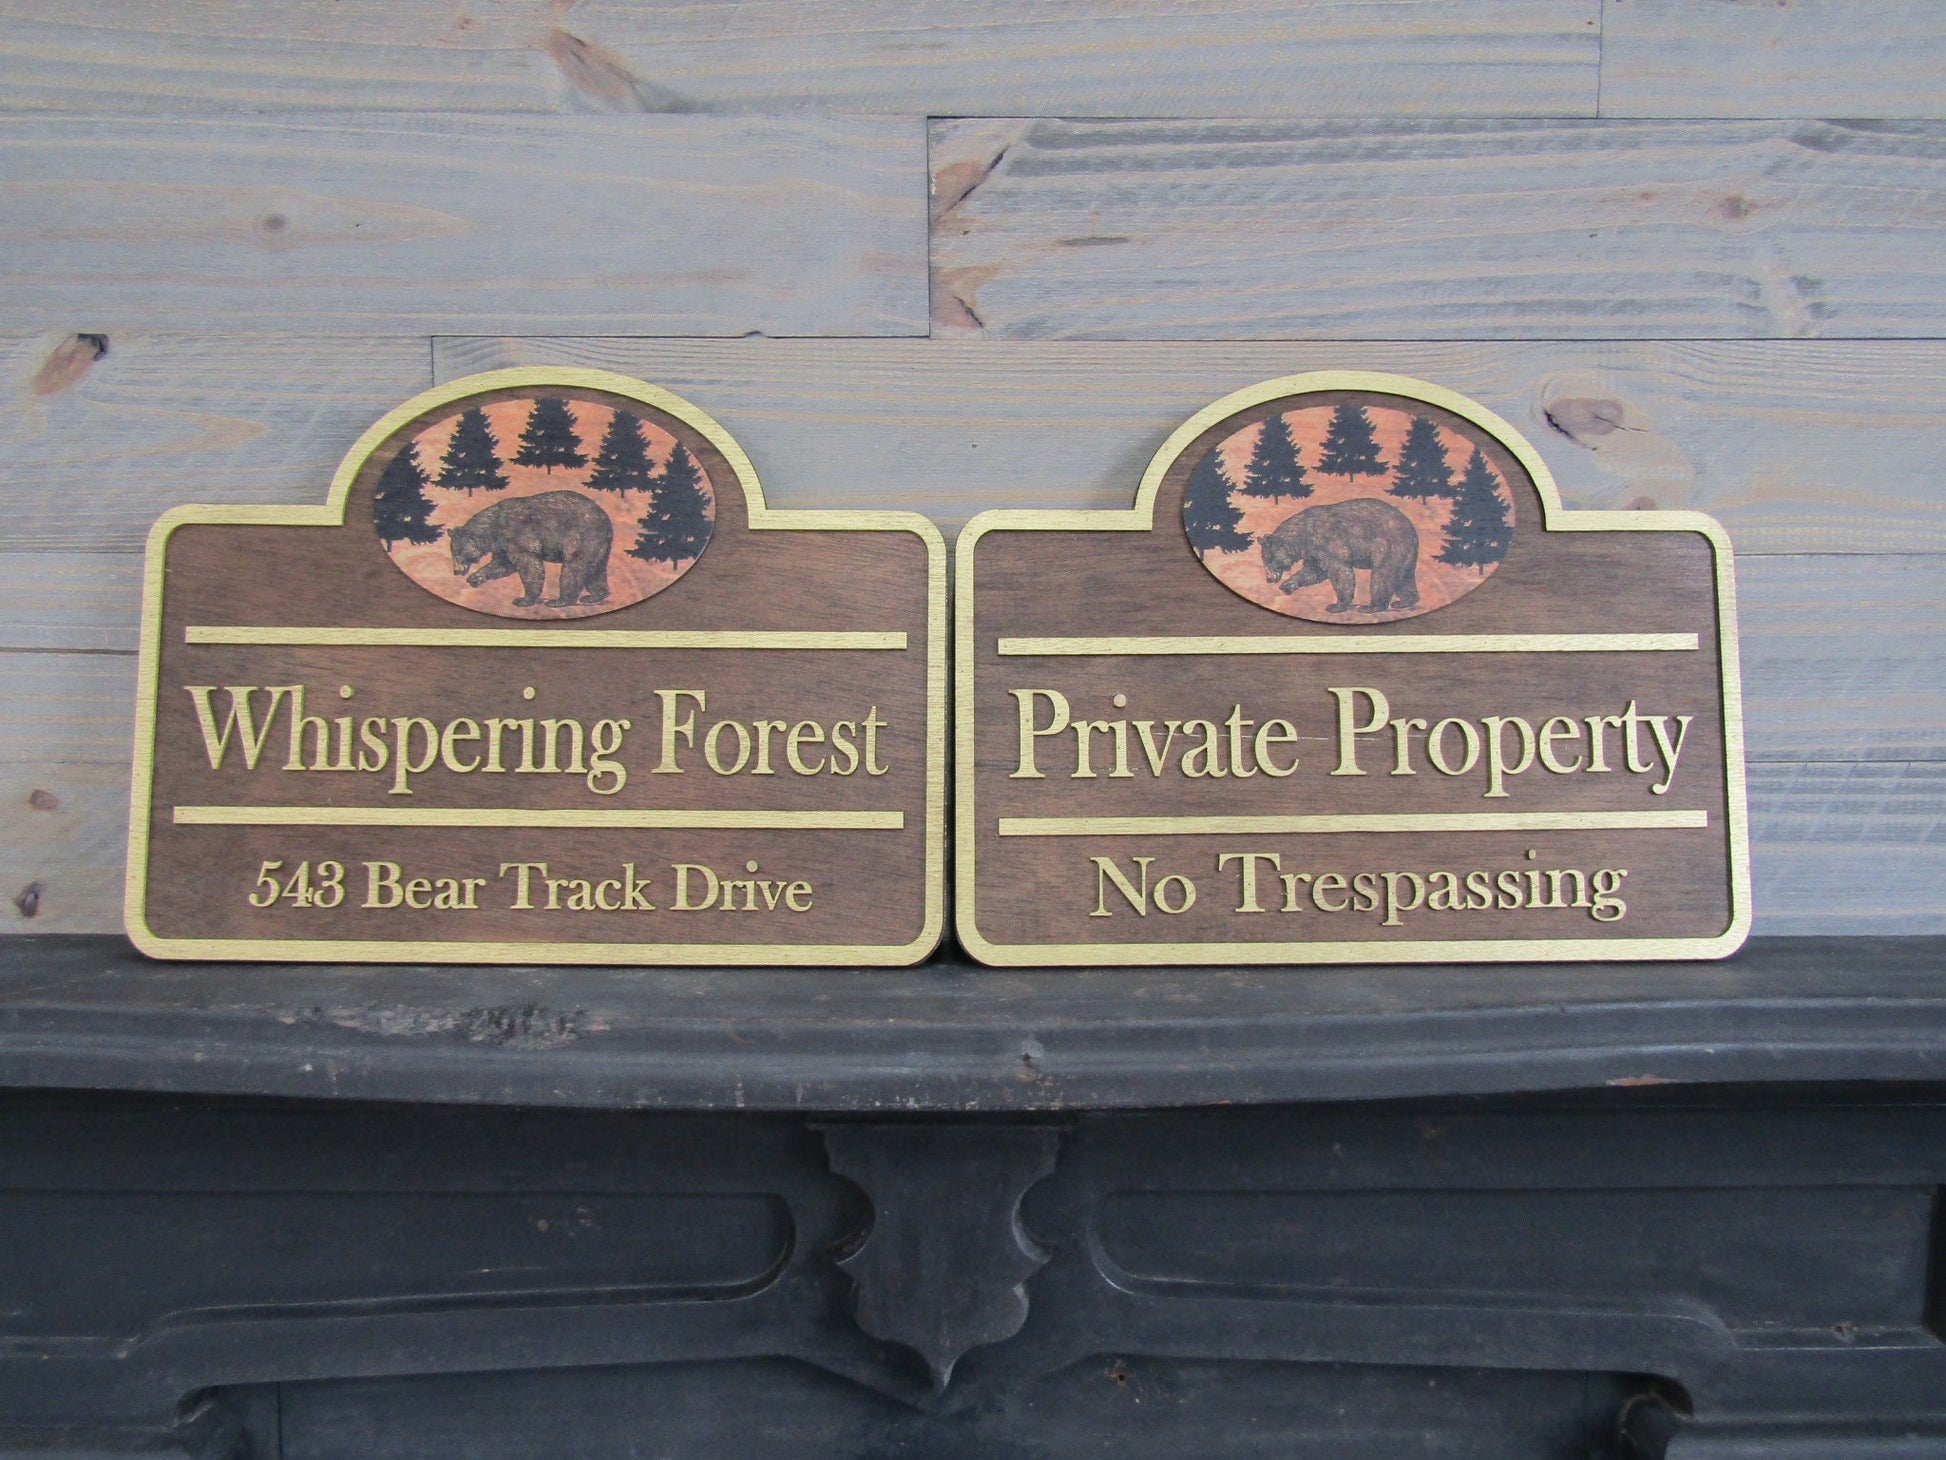 Whispering Forest
543 Bear Track Drive
Private Property
No Trespassing